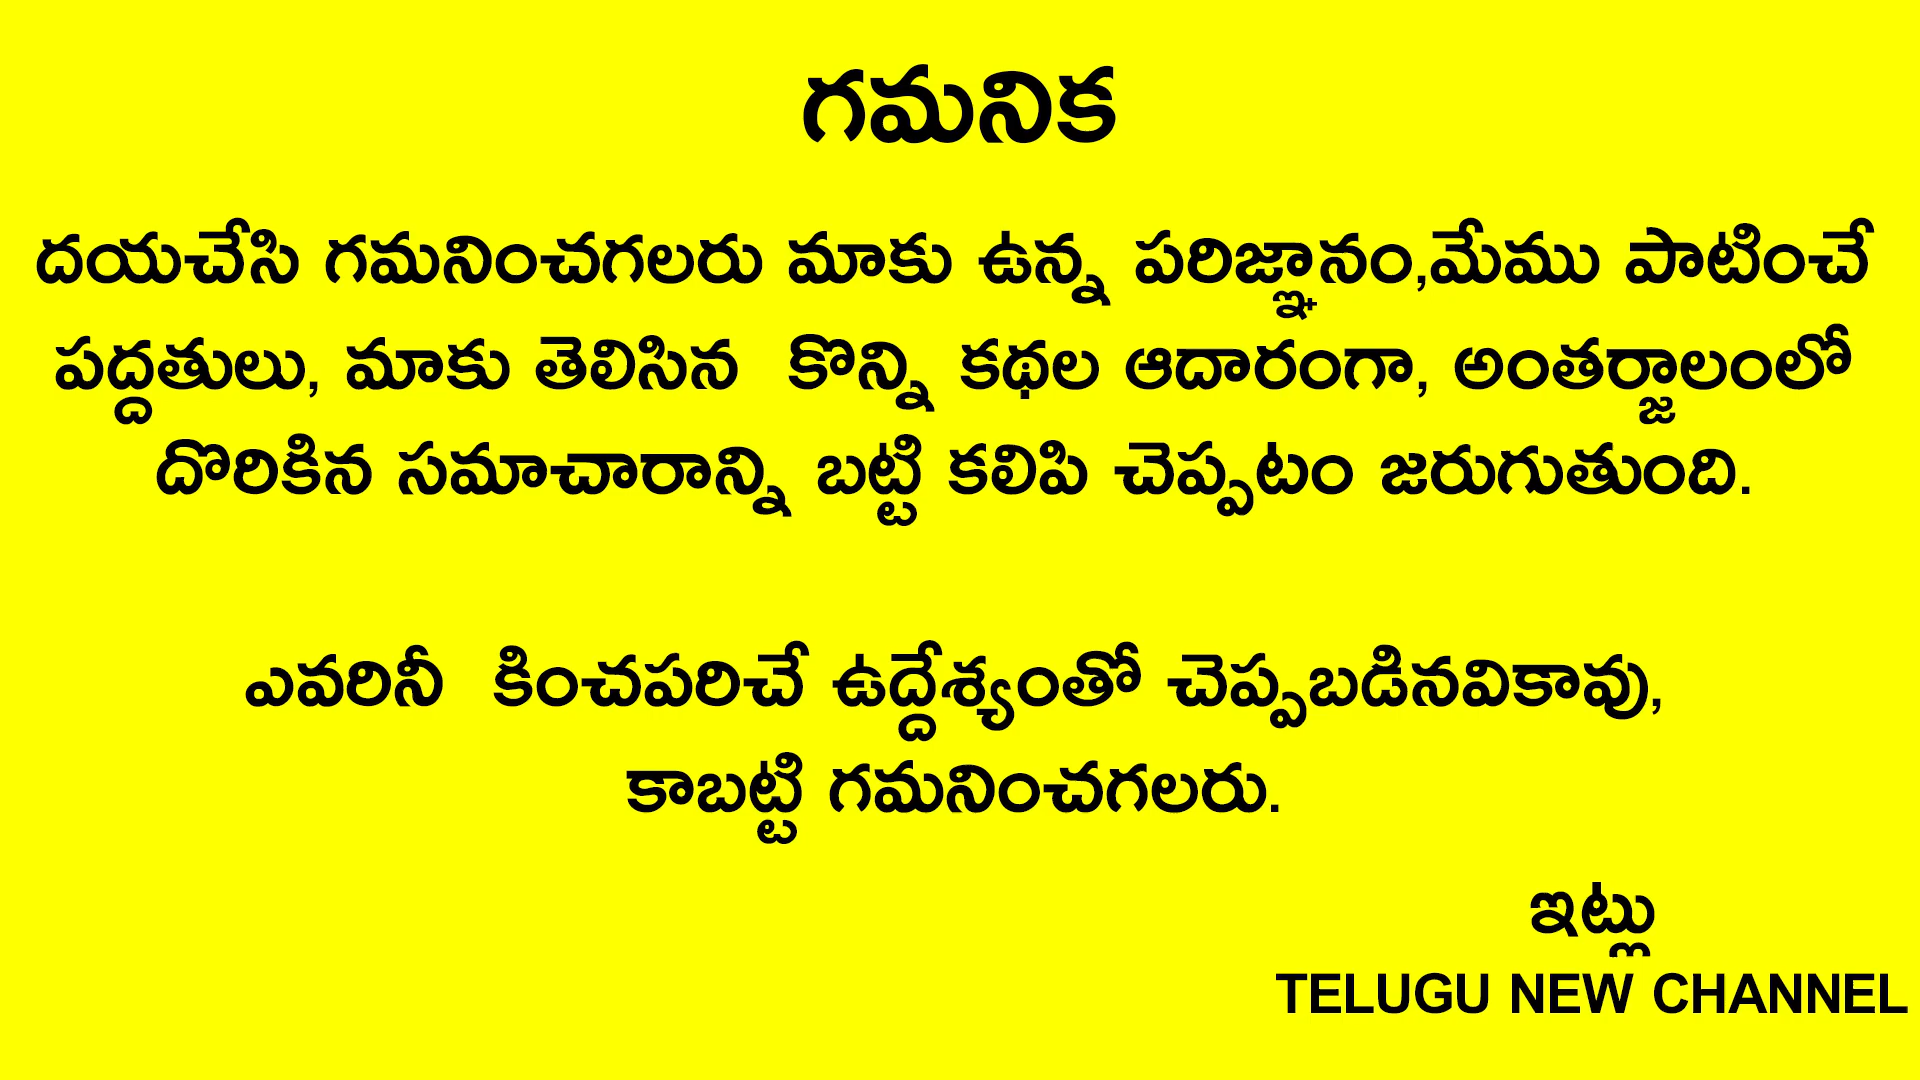 గమనిక
దయచేసి గమనించగలరు మాకు ఉన్న పరిజ్ఞానం,మేము పాటించే
పద్దతులు, మాకు తెలిసిన కొన్ని కథల ఆదారంగా, అంతర్జాలంలో
దొరికిన సమాచారాన్ని బట్టి కలిపి చెప్పటం జరుగుతుంది.
ఎవరినీ కించపరిచే ఉద్దేశ్యంతో చెప్పబడినవికావు,
కాబట్టి గమనించగలరు.
ఇట్లు
TELUGU NEW CHANNEL